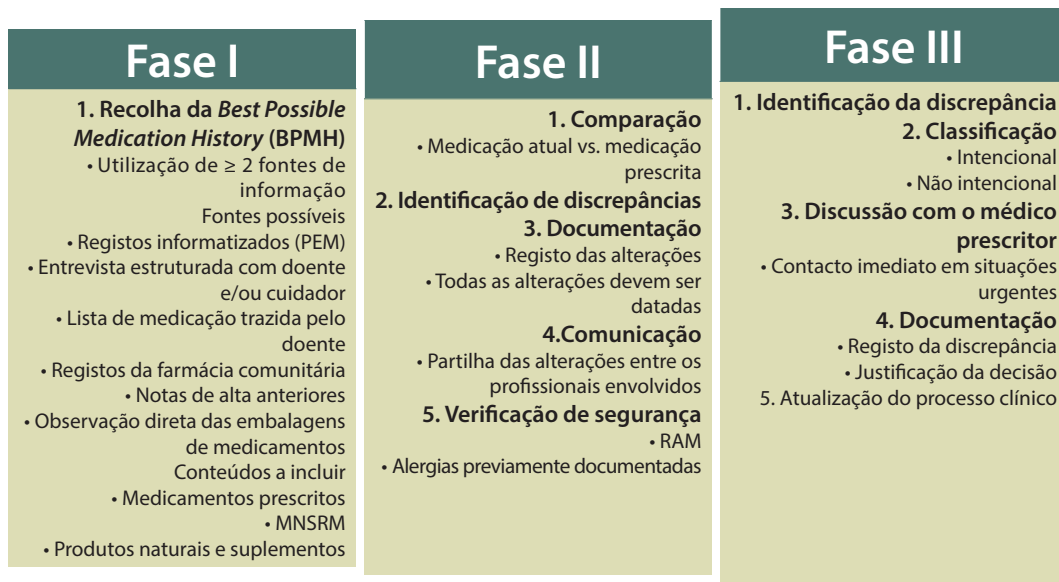 Fase I
1. Recolha da Best Possible
Medication History (BPMH)
• Utilização de ≥ 2 fontes de
informação
Fontes possíveis
• Registos informatizados (PEM)
• Entrevista estruturada com doente
e/ou cuidador
• Lista de medicação trazida pelo
doente
• Registos da farmácia comunitária
• Notas de alta anteriores
• Observação direta das embalagens
de medicamentos
Conteúdos a incluir
• Medicamentos prescritos
• MNSRM
• Produtos naturais e suplementos
Fase II
1. Comparação
• Medicação atual vs. medicação
prescrita
2. Identificação de discrepâncias
3. Documentação
• Registo das alterações
• Todas as alterações devem ser
datadas
4.Comunicação
• Partilha das alterações entre os
profissionais envolvidos
5. Verificação de segurança
• RAM
• Alergias previamente documentadas
Fase III
1. Identificação da discrepância
2. Classificação
• Intencional
• Não intencional
3. Discussão com o médico
prescritor
• Contacto imediato em situações
urgentes
4. Documentação
• Registo da discrepância
• Justificação da decisão
5. Atualização do processo clínico